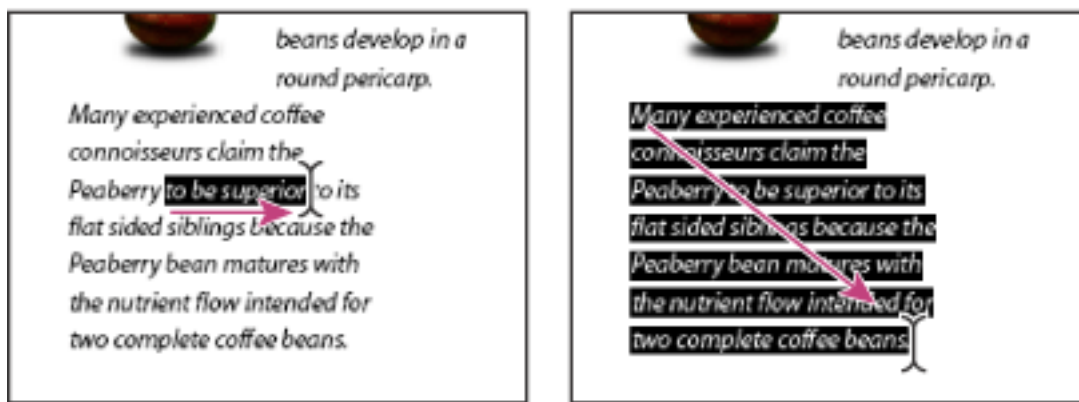 beans develop in a
round pericarp.
Many experienced coffee
connoisseurs claim the
Peaberry to be superior to its
flat sided siblings because the
Peaberry bean matures with
the nutrient flow intended for
two complete coffee beans.
beans develop in a
round pericarp.
Many experienced coffee
connoisseurs claim the
Peaberry to be superior to its
flat sided siblings because the
Peaberry bean matures with
the nutrient flow intended for
two complete coffee beans.